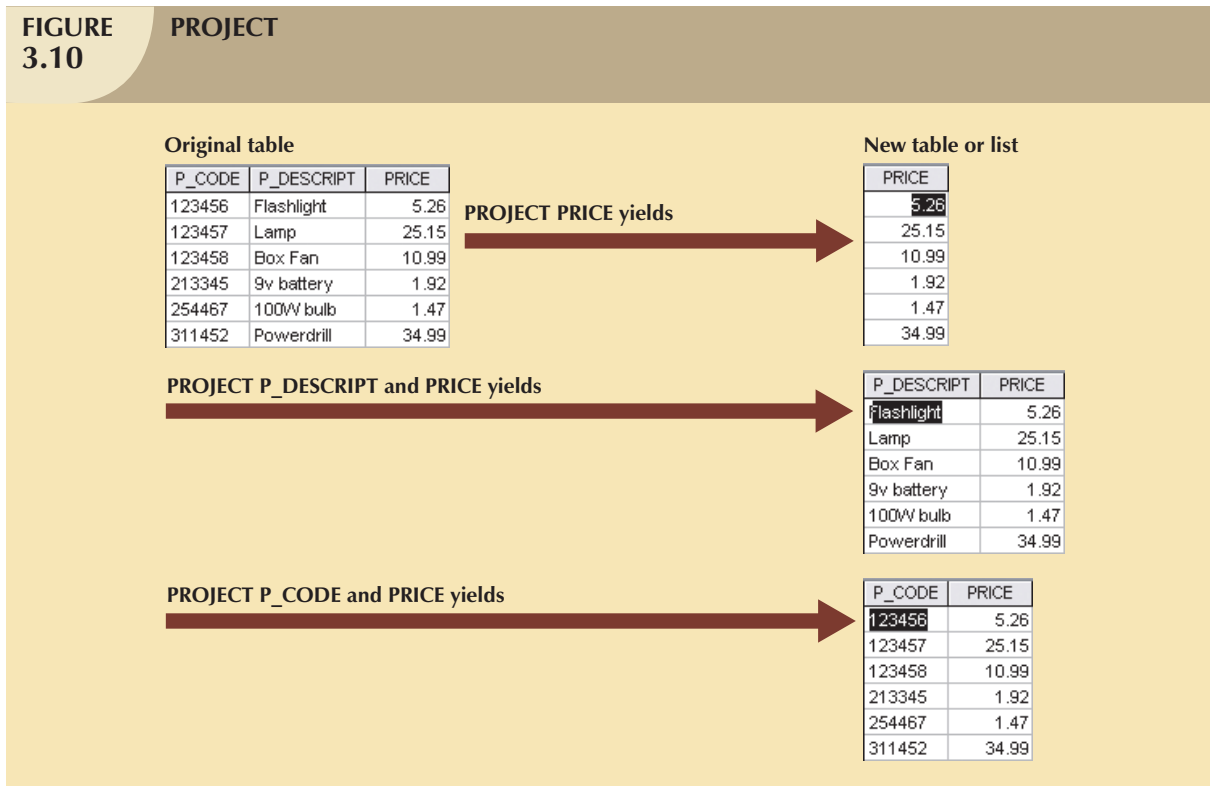 FIGURE 3.10
PROJECT
Original table
P_CODE P_DESCRIPT PRICE
123456 Flashlight 5.26
123457 Lamp 25.15
123458 Box Fan 10.99
213345 9v battery 1.92
254467 100W bulb 1.47
311452 Powerdrill 34.99
PROJECT PRICE yields
New table or list
PRICE
5.26
25.15
10.99
1.92
1.47
34.99
PROJECT P_DESCRIPT and PRICE yields
P_DESCRIPT PRICE
Flashlight 5.26
Lamp 25.15
Box Fan 10.99
9v battery 1.92
100W bulb 1.47
Powerdrill 34.99
PROJECT P_CODE and PRICE yields
P_CODE PRICE
123456 5.26
123457 25.15
123458 10.99
213345 1.92
254467 1.47
311452 34.99